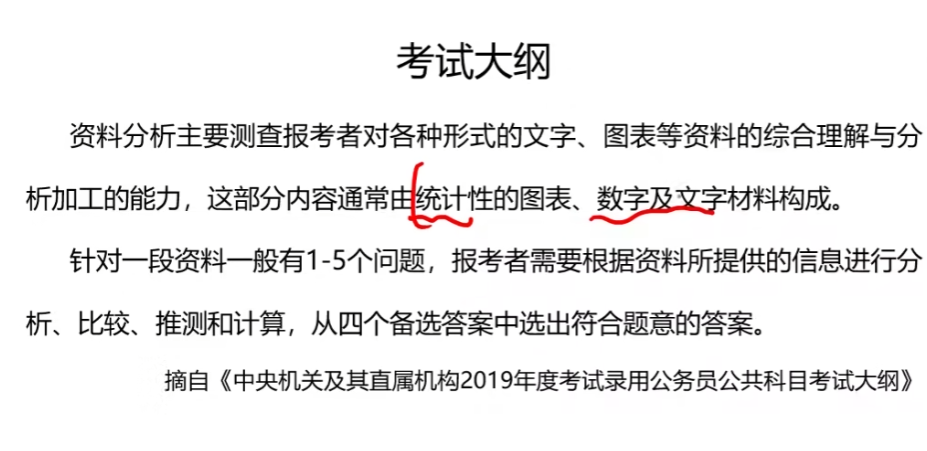 考试大纲
资料分析主要测查报考者对各种形式的文字、图表等资料的综合理解与分
析加工的能力，这部分内容通常由统计性的图表、数字及文字材料构成。
针对一段资料一般有1-5个问题，报考者需要根据资料所提供的信息进行分
析、比较、推测和计算，从四个备选答案中选出符合题意的答案。
摘自《中央机关及其直属机构2019年度考试录用公务员公共科目考试大纲》